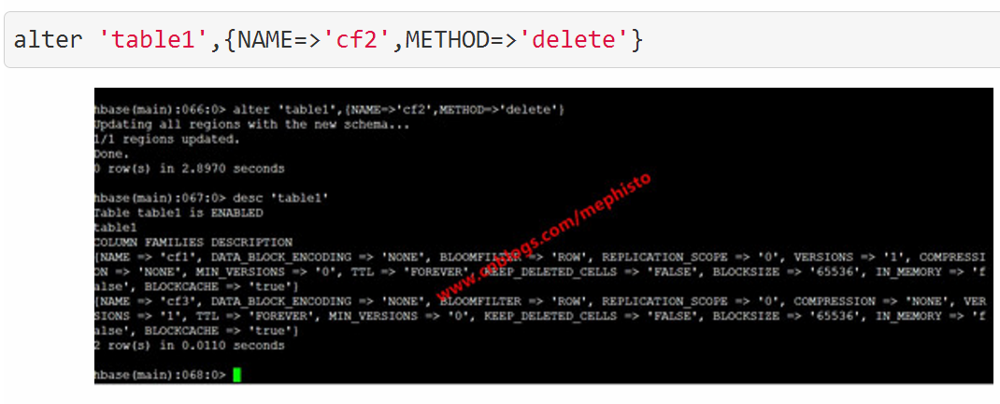 alter 'table1',{NAME=>'cf2',METHOD=>'delete'}
hbase(main):066:0> alter 'table1',{NAME=>'cf2',METHOD=>'delete'}
Updating all regions with the new schema...
1/1 regions updated.
Done.
0 row(s) in 2.8970 seconds
hbase(main):067:0> desc 'table1'
Table table1 is ENABLED
table1
COLUMN FAMILIES DESCRIPTION
{NAME => 'cf1', DATA_BLOCK_ENCODING => 'NONE', BLOOMFILTER => 'ROW', REPLICATION_SCOPE => '0', VERSIONS => '1', COMPRESSI
ON => 'NONE', MIN_VERSIONS => '0', TTL => 'FOREVER', KEEP_DELETED_CELLS => 'FALSE', BLOCKSIZE => '65536', IN_MEMORY => 'f
alse', BLOCKCACHE => 'true'}
{NAME => 'cf3', DATA_BLOCK_ENCODING => 'NONE', BLOOMFILTER => 'ROW', REPLICATION_SCOPE => '0', COMPRESSION => 'NONE', VER
SIONS => '1', TTL => 'FOREVER', MIN_VERSIONS => '0', KEEP_DELETED_CELLS => 'FALSE', BLOCKSIZE => '65536', IN_MEMORY => 'f
alse', BLOCKCACHE => 'true'}
2 row(s) in 0.0110 seconds
hbase(main):068:0>
www.cnblogs.com/mephisto